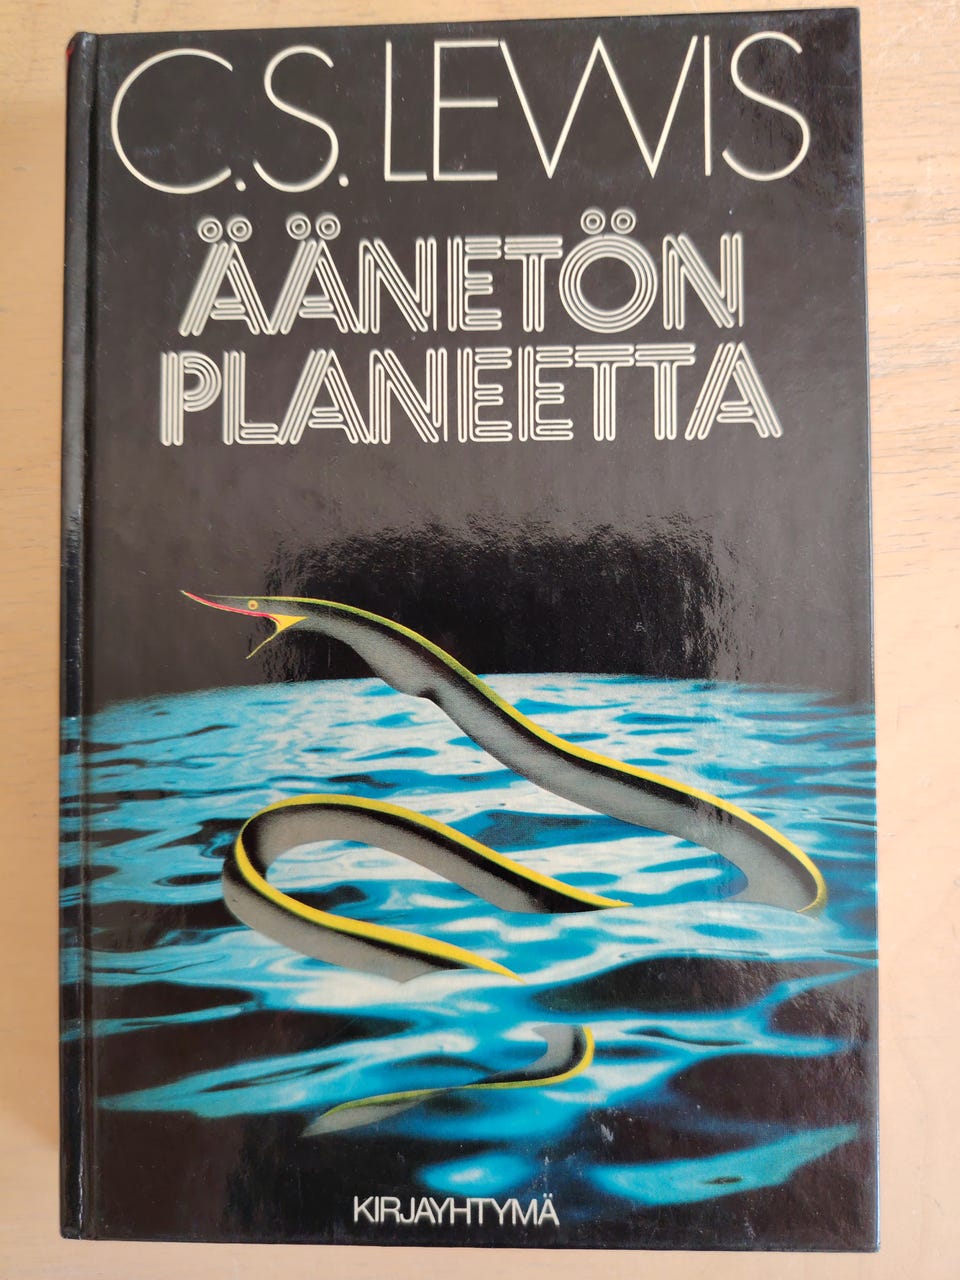 C.S. LEWIS
ÄÄNETÖN
PLANEETTA
KIRJAYHTYMÄ